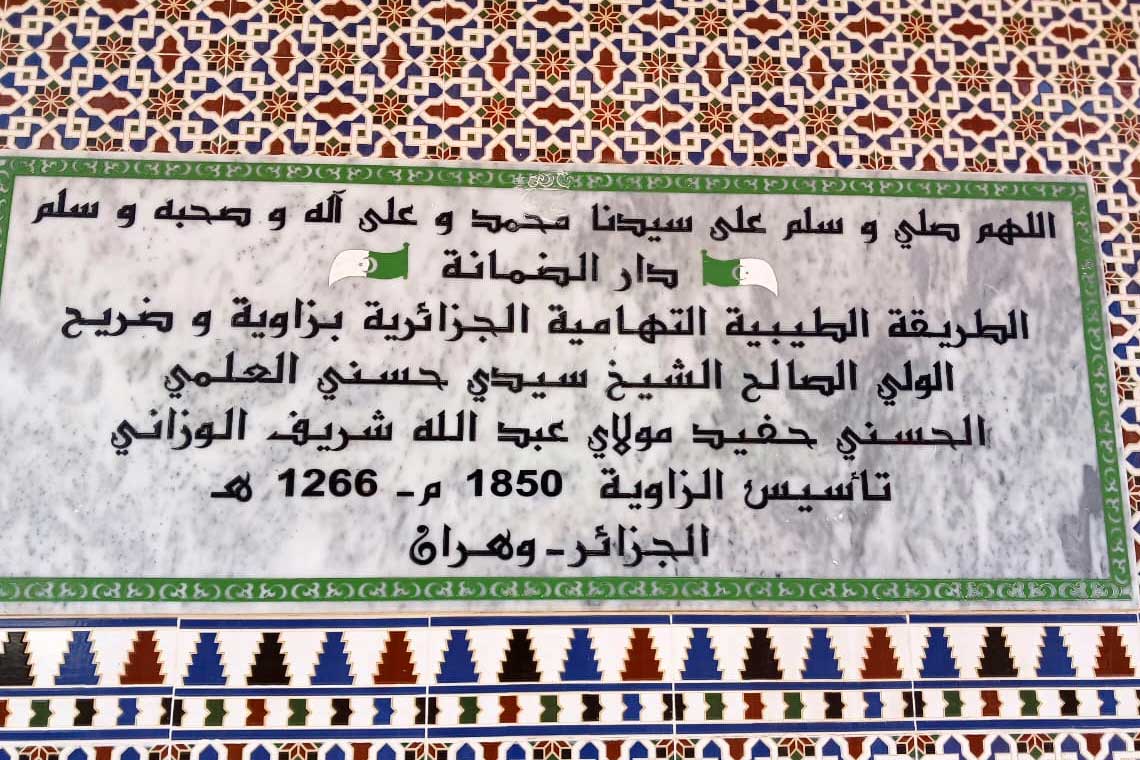 اللهم صلي و سلم على سيدنا محمد و على آله و صحبه و سلم
دار الضمانة
الطريقة الطيبية التهامية الجزائرية بزاوية و ضريح
الولي الصالح الشيخ سيدي حسني العلمي
الحسني حفيد مولاي عبد الله شريف الوزاني
تأسيس الزاوية 1850 م- 1266 هـ
الجزائر- وهران